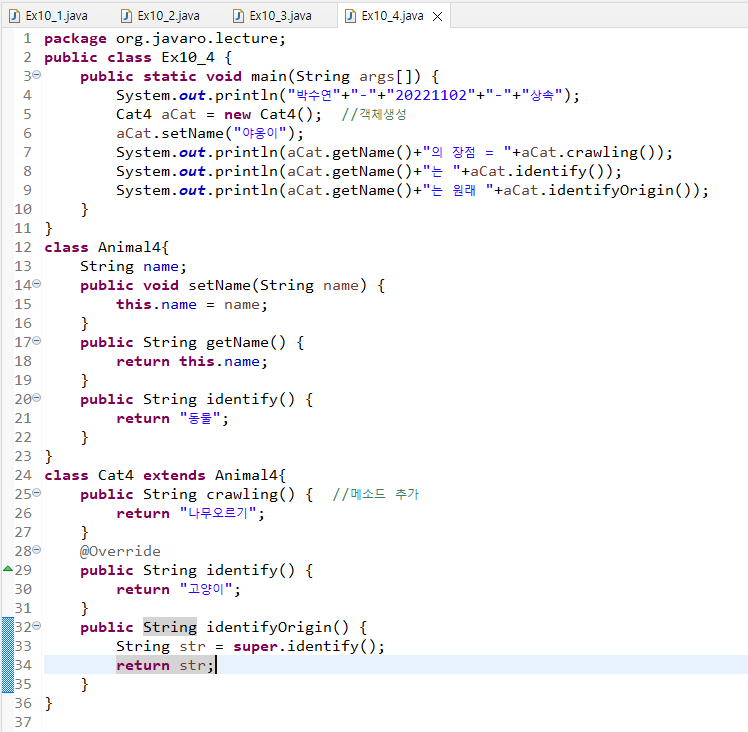 Ex10_1.java Ex10_2.java Ex10_3.java Ex10_4.java
1 package org.javaro.lecture;
2 public class Ex10_4 {
3 public static void main(String args[]) {
4 System.out.println("박수연"+"-"+"20221102"+"-"+"상속");
5 Cat4 aCat = new Cat4(); //객체생성
6 aCat.setName("야옹이");
7 System.out.println(aCat.getName()+"의 장점 = "+aCat.crawling());
8 System.out.println(aCat.getName()+"는 "+aCat.identify());
9 System.out.println(aCat.getName()+"는 원래 "+aCat.identifyOrigin());
10 }
11 }
12 class Animal4{
13 String name;
14 public void setName(String name) {
15 this.name = name;
16 }
17 public String getName() {
18 return this.name;
19 }
20 public String identify() {
21 return "동물";
22 }
23 }
24 class Cat4 extends Animal4{
25 public String crawling() { //메소드 추가
26 return "나무오르기";
27 }
28 @Override
29 public String identify() {
30 return "고양이";
31 }
32 public String identifyOrigin() {
33 String str = super.identify();
34 return str;
35 }
36 }
37